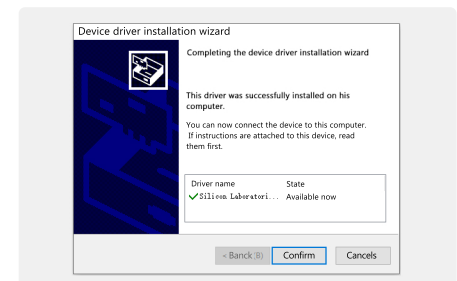 Device driver installation wizard
Completing the device driver installation wizard
This driver was successfully installed on his
computer.
You can now connect the device to this computer.
If instructions are attached to this device, read
them first.
Driver name State
Silicon Laboratori... Available now
< Banck(B) Confirm Cancels